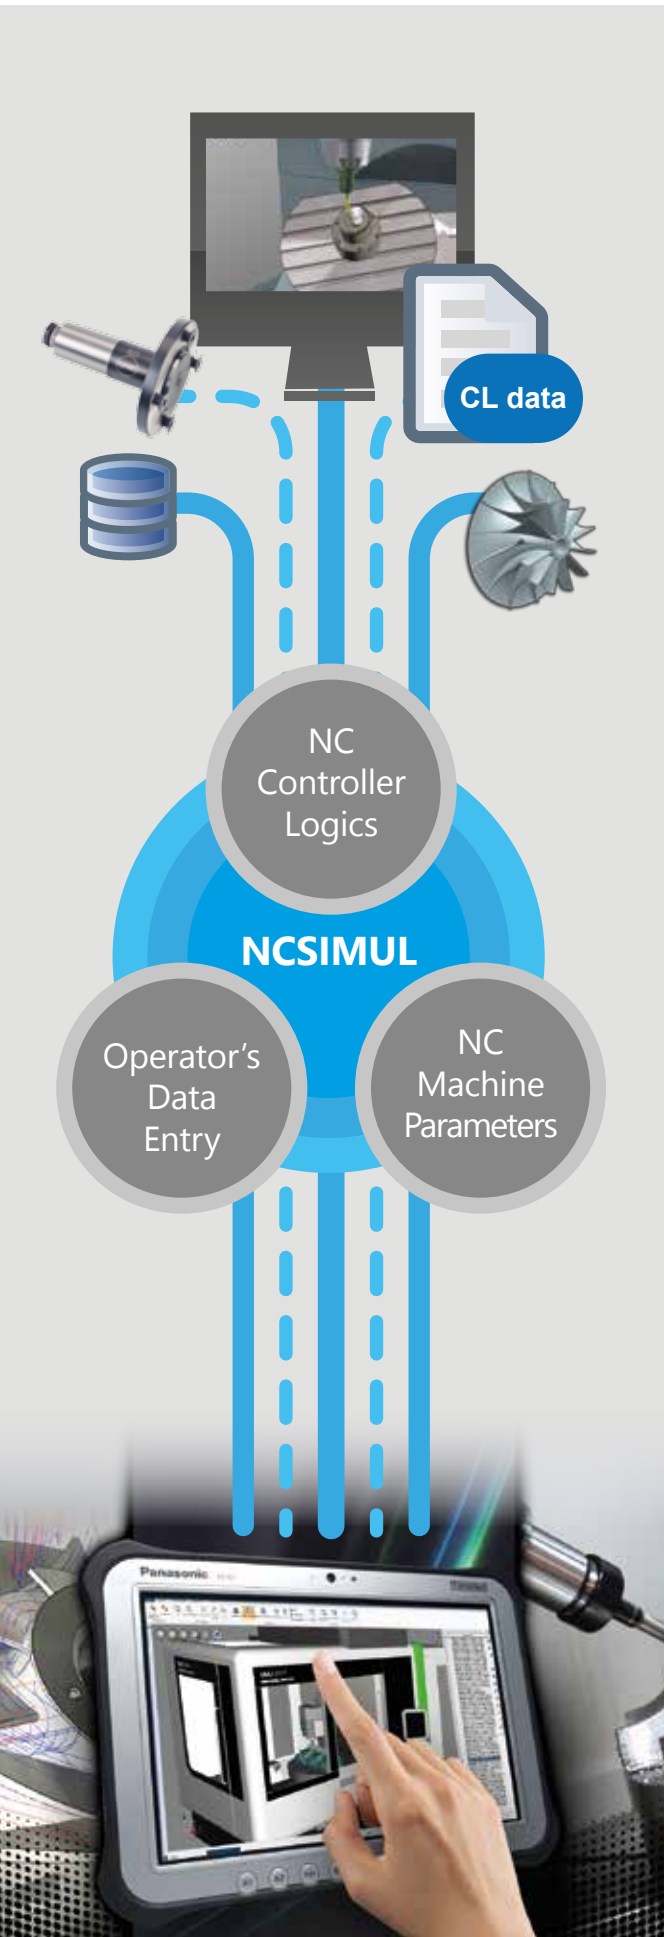 CL data
NC
Controller
Logics
NCSIMUL
Operator's
Data
Entry
NC
Machine
Parameters
Panasonic